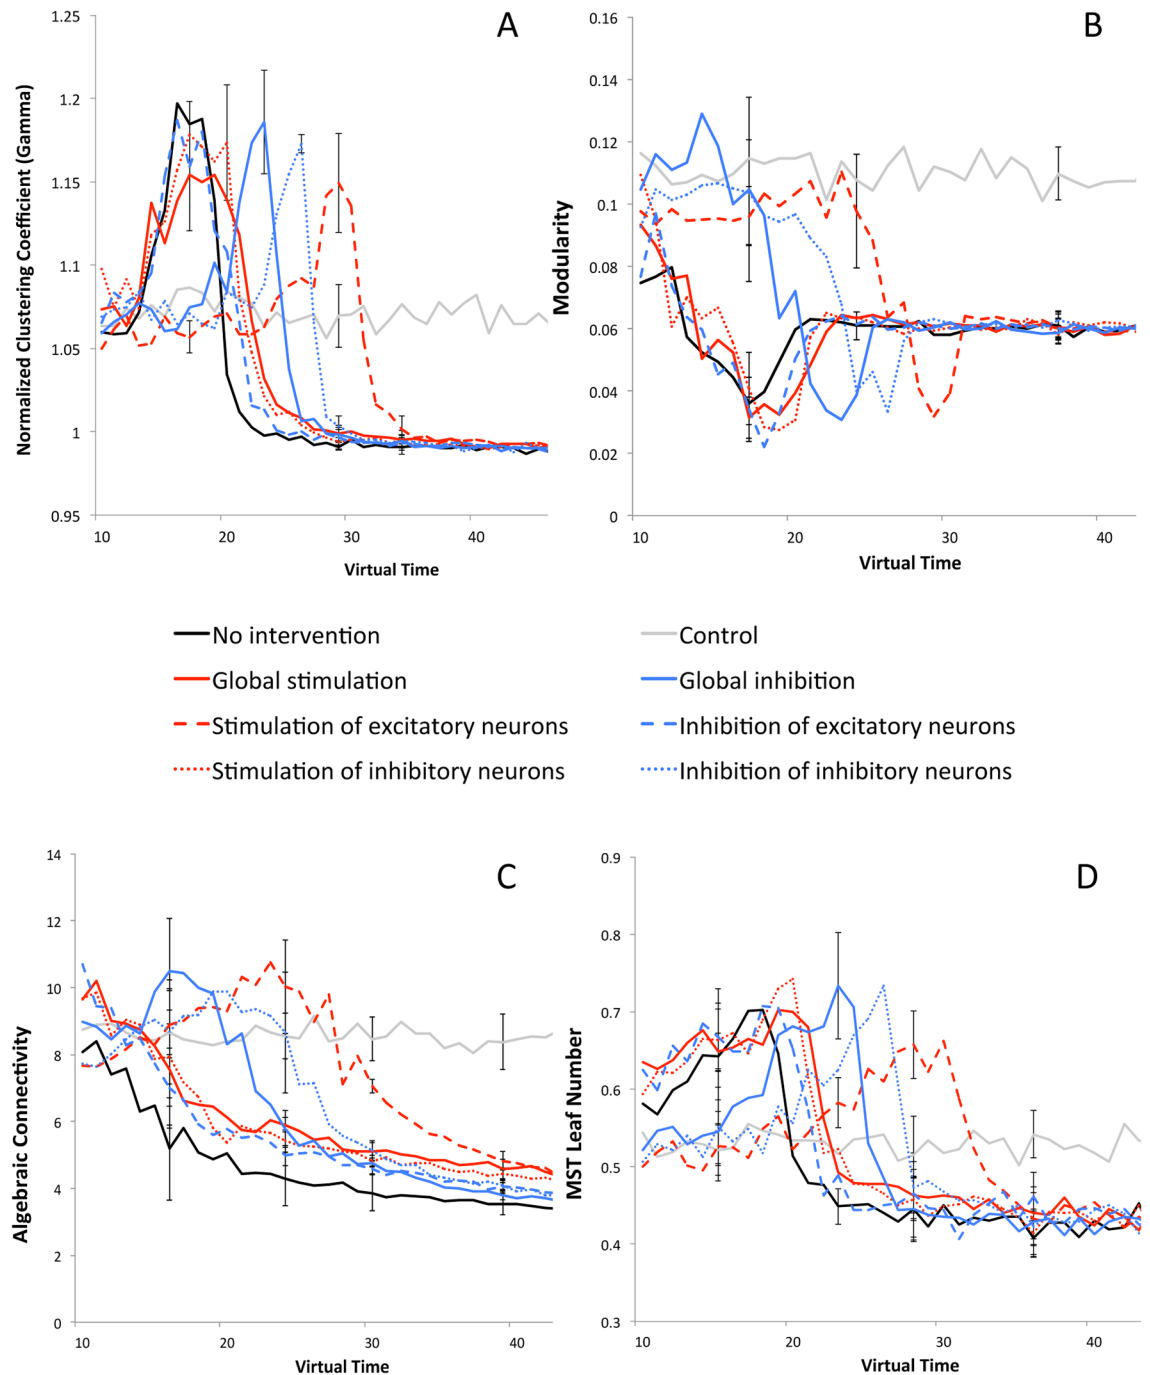 A
1.25
1.2
1.15
1.1
1.05
1
0.95
Normalized Clustering Coefficient (Gamma)
10
20
30
40
Virtual Time
B
0.16
0.14
0.12
0.1
0.08
0.06
0.04
0.02
0
Modularity
10
20
30
40
Virtual Time
No intervention
Control
Global stimulation
Global inhibition
Stimulation of excitatory neurons
Inhibition of excitatory neurons
Stimulation of inhibitory neurons
Inhibition of inhibitory neurons
C
14
12
10
8
6
4
2
0
Algebraic Connectivity
10
20
30
40
Virtual Time
D
0.9
0.8
0.7
0.6
0.5
0.4
0.3
MST Leaf Number
10
20
30
40
Virtual Time